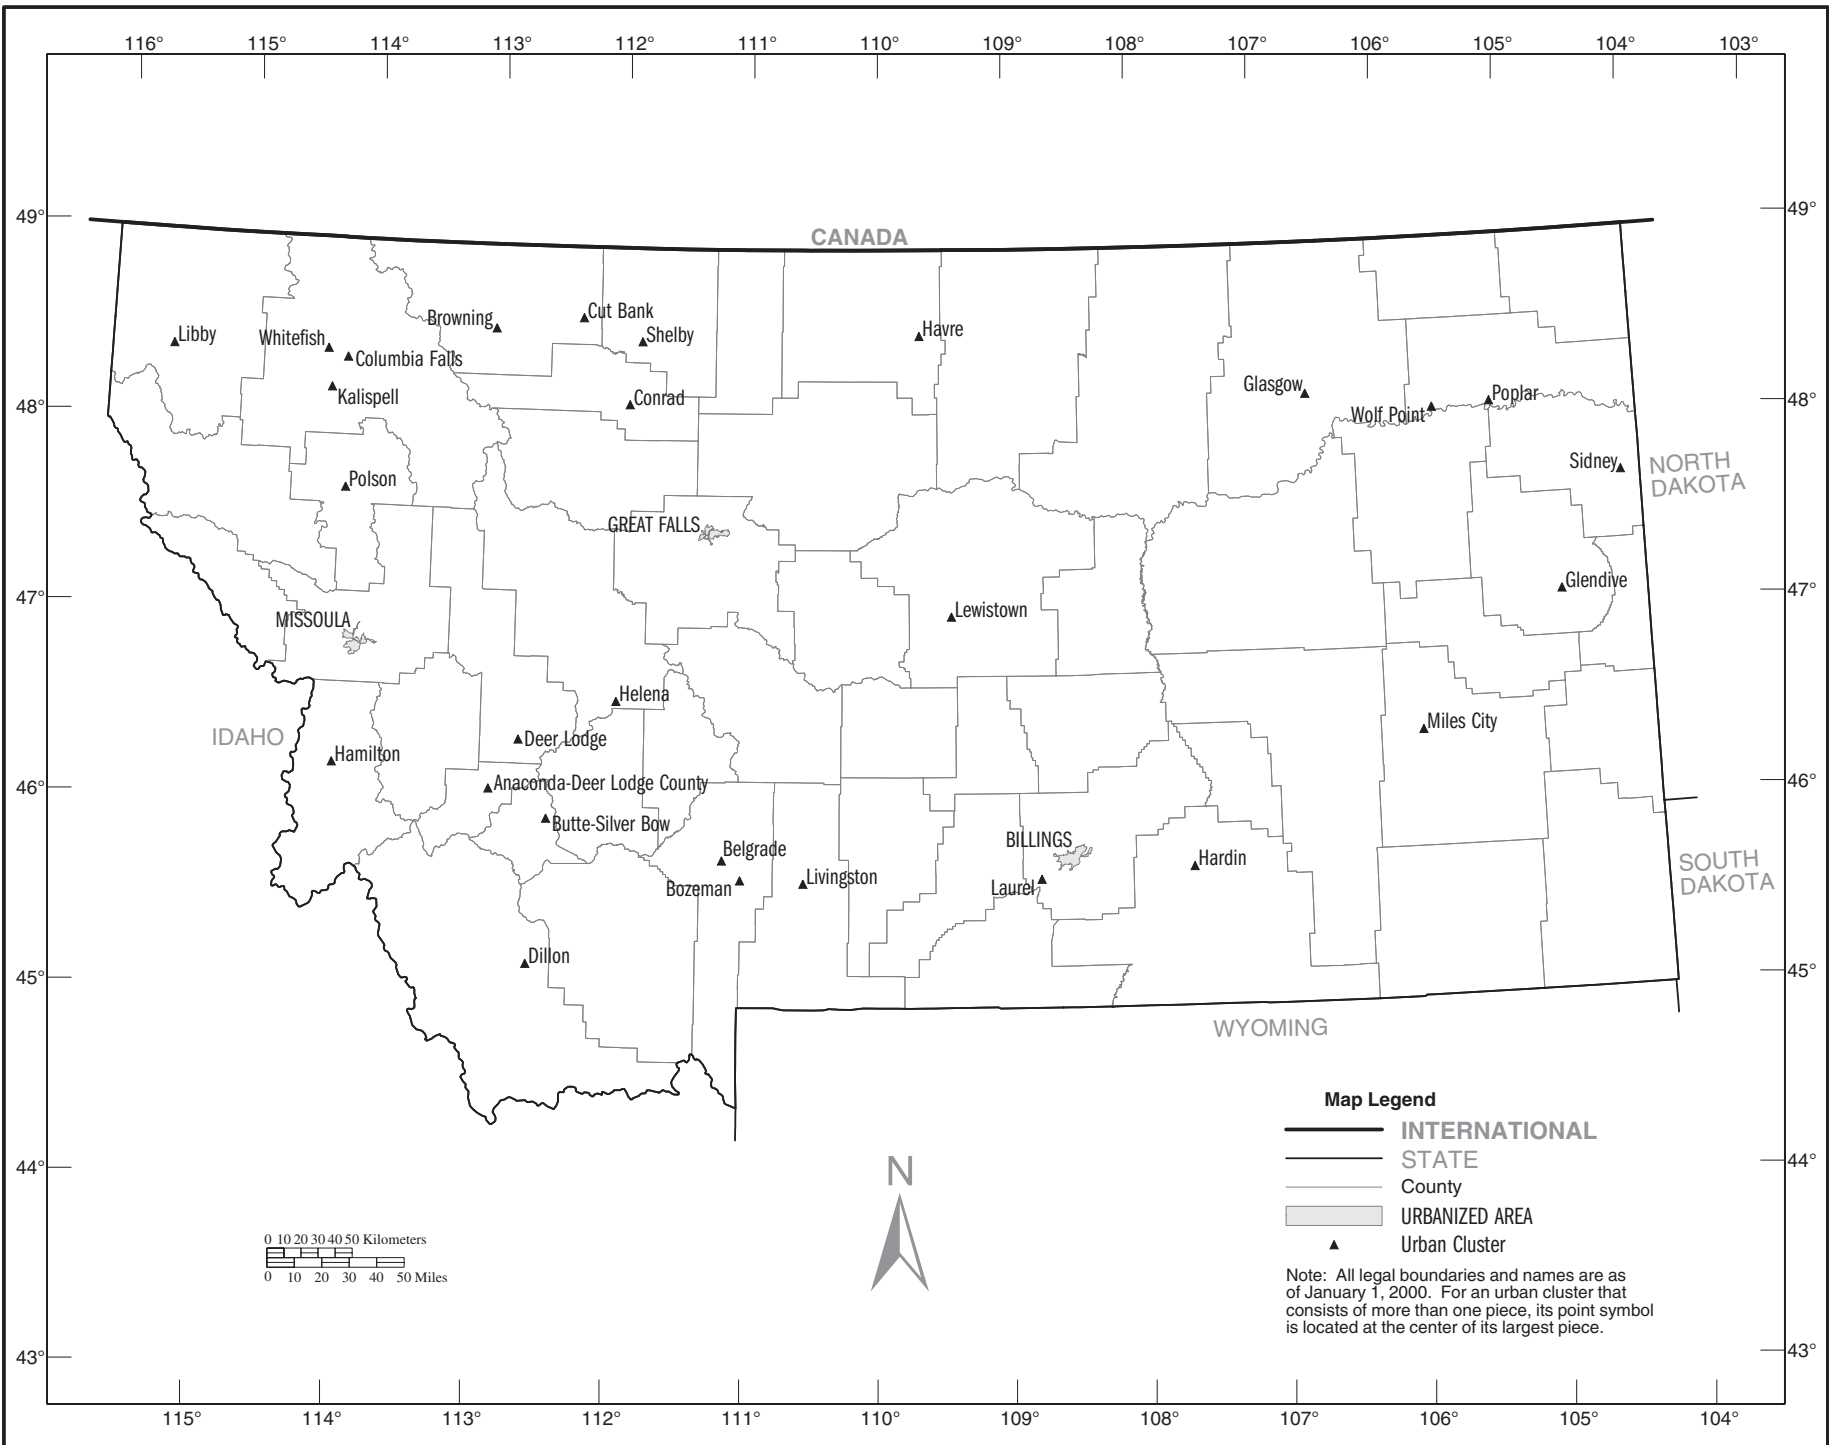 116° 115° 114° 113° 112° 111° 110° 109° 108° 107° 106° 105° 104° 103°
49° 49°
CANADA
Cut Bank
Browning
Libby
Whitefish
Shelby
Havre
Columbia Falls
Glasgow
Poplar
Kalispell
Conrad
48° 48°
Wolf Point
Sidney
NORTH
DAKOTA
Polson
GREAT FALLS
Glendive
47° 47°
Lewistown
MISSOULA
Helena
Miles City
IDAHO
Deer Lodge
Hamilton
46° 46°
Anaconda-Deer Lodge County
Butte-Silver Bow
BILLINGS
Belgrade
Hardin
SOUTH
DAKOTA
Livingston
Bozeman
Laurel
Dillon
45° 45°
WYOMING
Map Legend
INTERNATIONAL
STATE
County
URBANIZED AREA
Urban Cluster
44° 44°
N
0 10 20 30 40 50 Kilometers
0 10 20 30 40 50 Miles
Note: All legal boundaries and names are as
of January 1, 2000. For an urban cluster that
consists of more than one piece, its point symbol
is located at the center of its largest piece.
43° 43°
115° 114° 113° 112° 111° 110° 109° 108° 107° 106° 105° 104°